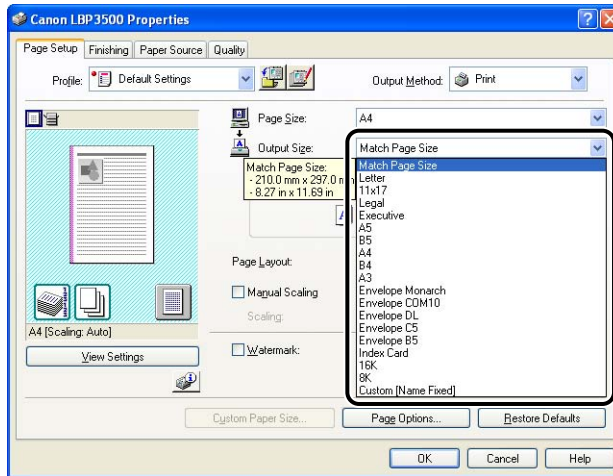 Canon LBP3500 Properties
Page Setup Finishing Paper Source Quality
Profile: Default Settings Output Method: Print
Page Size: A4
Output Size: Match Page Size
Match Page Size:
- 210.0 mm x 297.0 m
- 8.27 in x 11.69 in
Match Page Size
Letter
11x17
Legal
Executive
A5
B5
A4
B4
A3
Envelope Monarch
Envelope COM10
Envelope DL
Envelope C5
Envelope B5
Index Card
16K
8K
Custom [Name Fixed]
Page Layout:
Manual Scaling
Scaling:
A4 [Scaling: Auto]
View Settings
Watermark:
Custom Paper Size... Page Options... Restore Defaults
OK Cancel Help